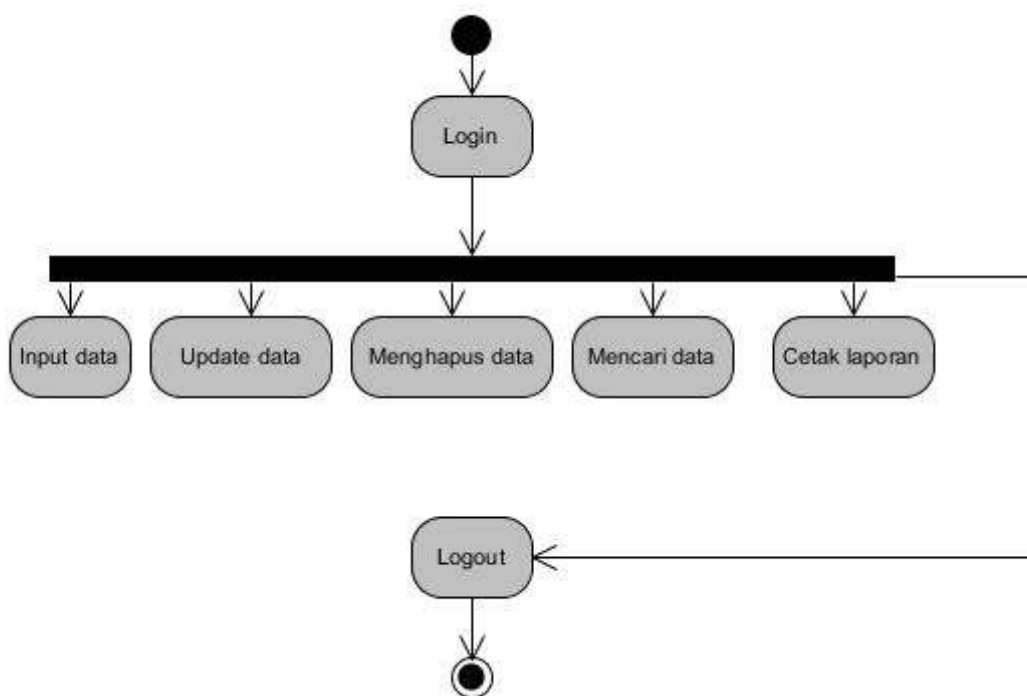 Login
Input data
Update data
Menghapus data
Mencari data
Cetak laporan
Logout